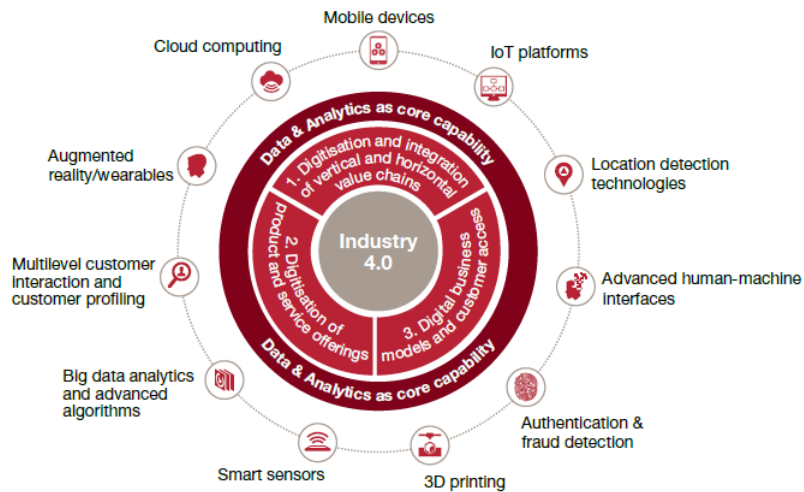 Mobile devices
Cloud computing
IoT platforms
Data & Analytics as core capability
1. Digitisation and integration
of vertical and horizontal
value chains
Augmented
reality/wearables
Location detection
technologies
Industry
4.0
2. Digitisation of
product and service offerings
3. Digital business
models and customer access
Multilevel customer
interaction and
customer profiling
Advanced human-machine
interfaces
Data & Analytics as core capability
Big data analytics
and advanced
algorithms
Authentication &
fraud detection
Smart sensors
3D printing